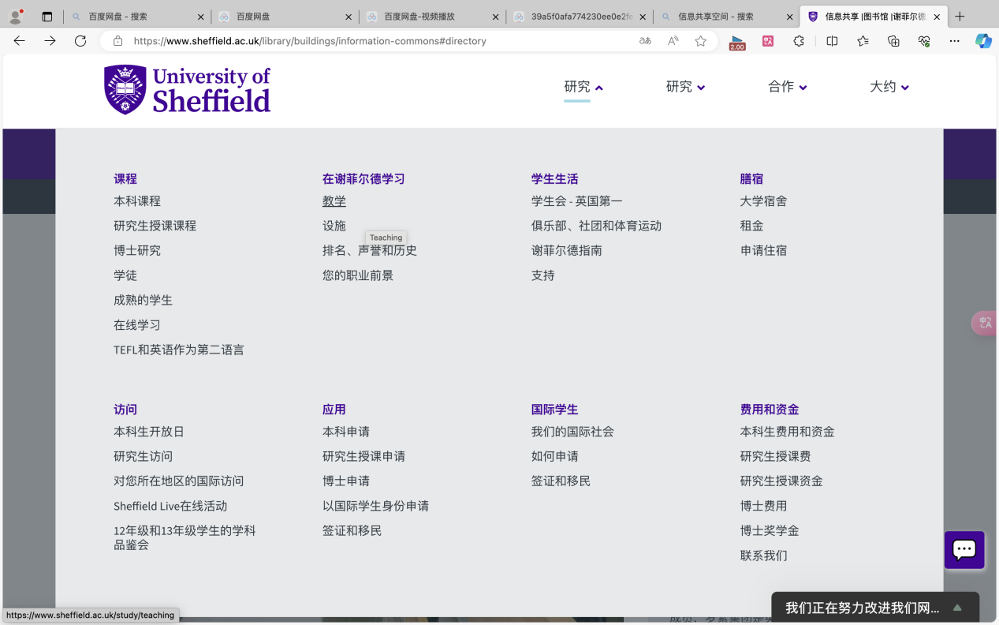 百度网盘 - 搜索
百度网盘
百度网盘-视频播放
39a5f0afa774230ee0e2fe
信息共享空间 - 搜索
信息共享 |图书馆 |谢菲尔德
https://www.sheffield.ac.uk/library/buildings/information-commons#directory
2.00
University of
Sheffield
研究
研究
合作
大约
课程
本科课程
研究生授课课程
博士研究
学徒
成熟的学生
在线学习
TEFL和英语作为第二语言
在谢菲尔德学习
教学
设施
Teaching
排名、声誉和历史
您的职业前景
学生生活
学生会 - 英国第一
俱乐部、社团和体育运动
谢菲尔德指南
支持
膳宿
大学宿舍
租金
申请住宿
访问
本科生开放日
研究生访问
对您所在地区的国际访问
Sheffield Live在线活动
12年级和13年级学生的学科
品鉴会
应用
本科申请
研究生授课申请
博士申请
以国际学生身份申请
签证和移民
国际学生
我们的国际社会
如何申请
签证和移民
费用和资金
本科生费用和资金
研究生授课费
研究生授课资金
博士费用
博士奖学金
联系我们
https://www.sheffield.ac.uk/study/teaching
我们正在努力改进我们网...